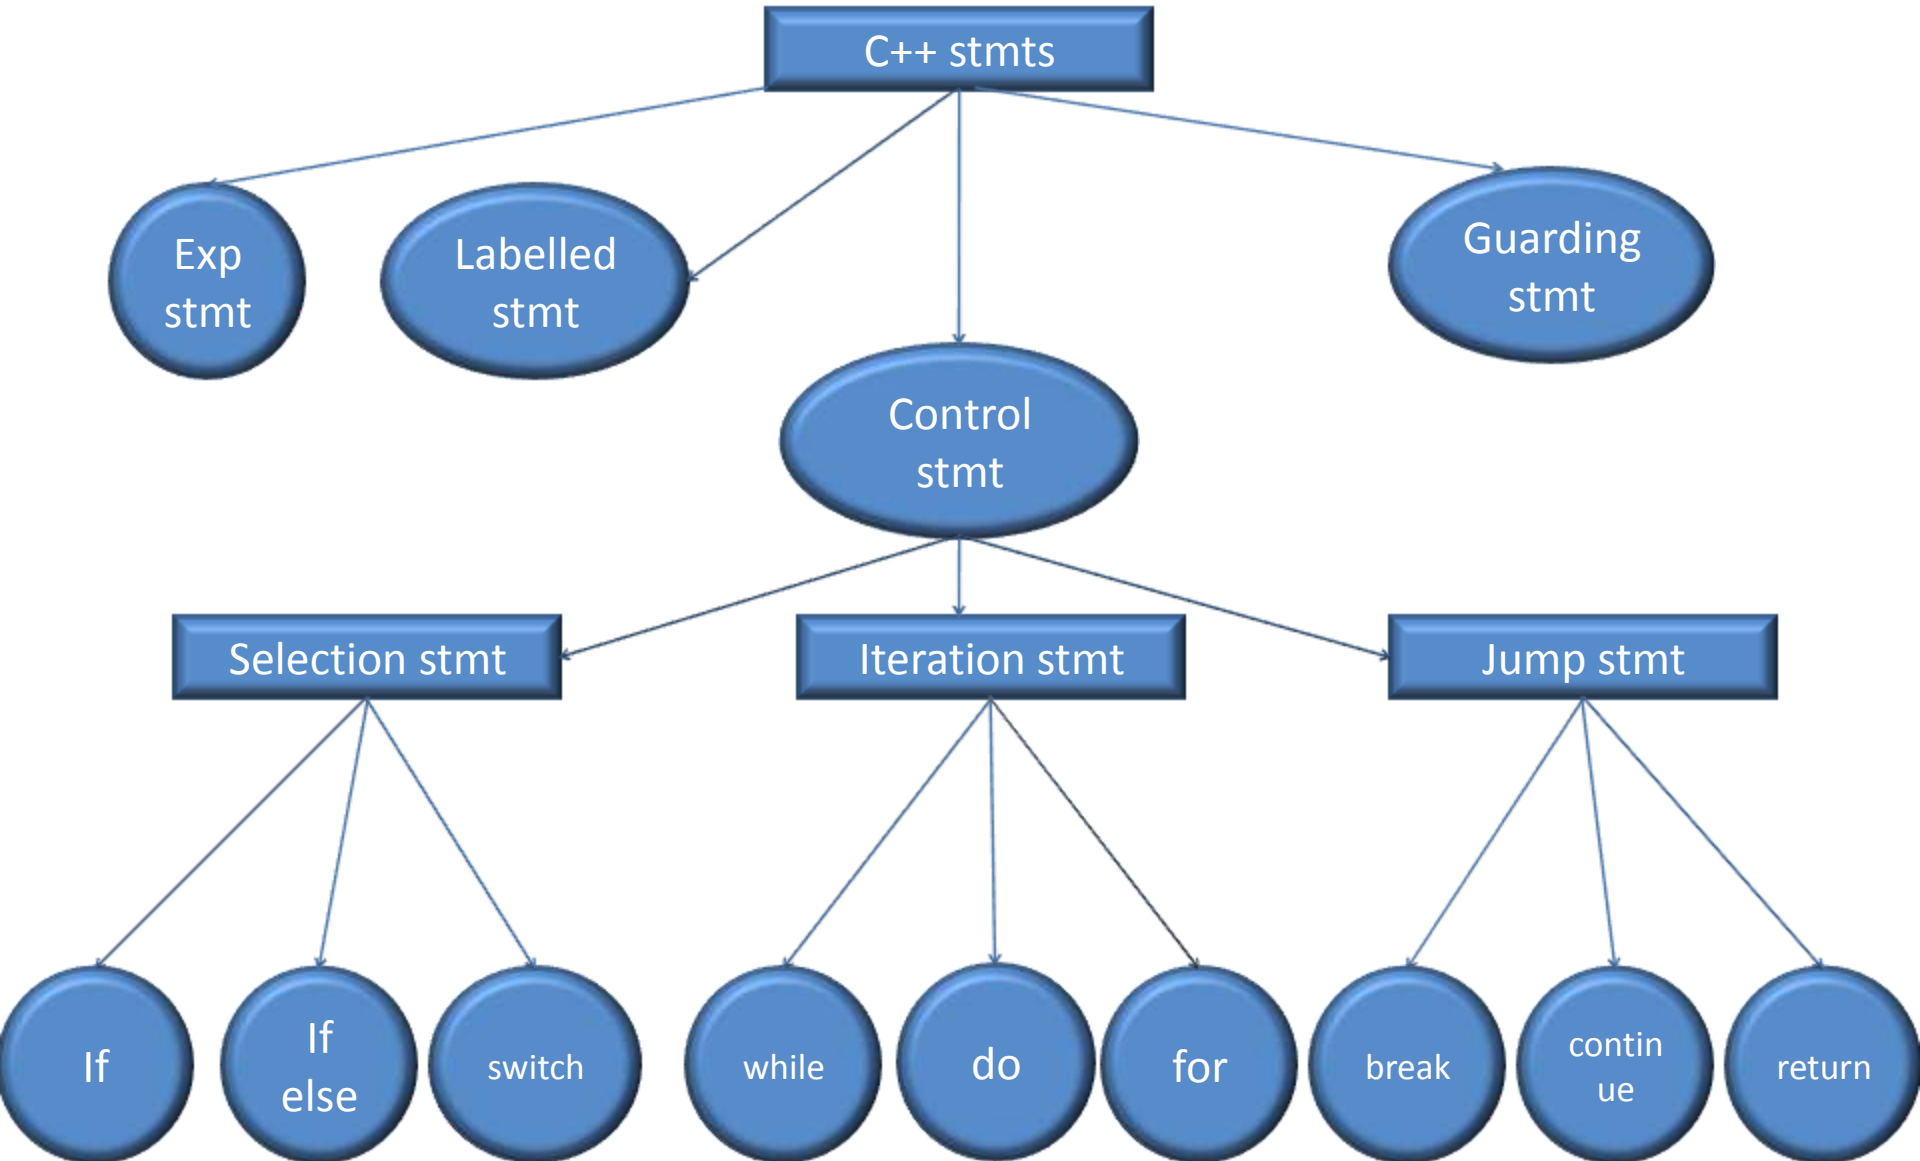 C++ stmts
Exp
stmt
Labelled
stmt
Guarding
stmt
Control
stmt
Selection stmt
Iteration stmt
Jump stmt
If
If
else
switch
while
do
for
break
contin
ue
return